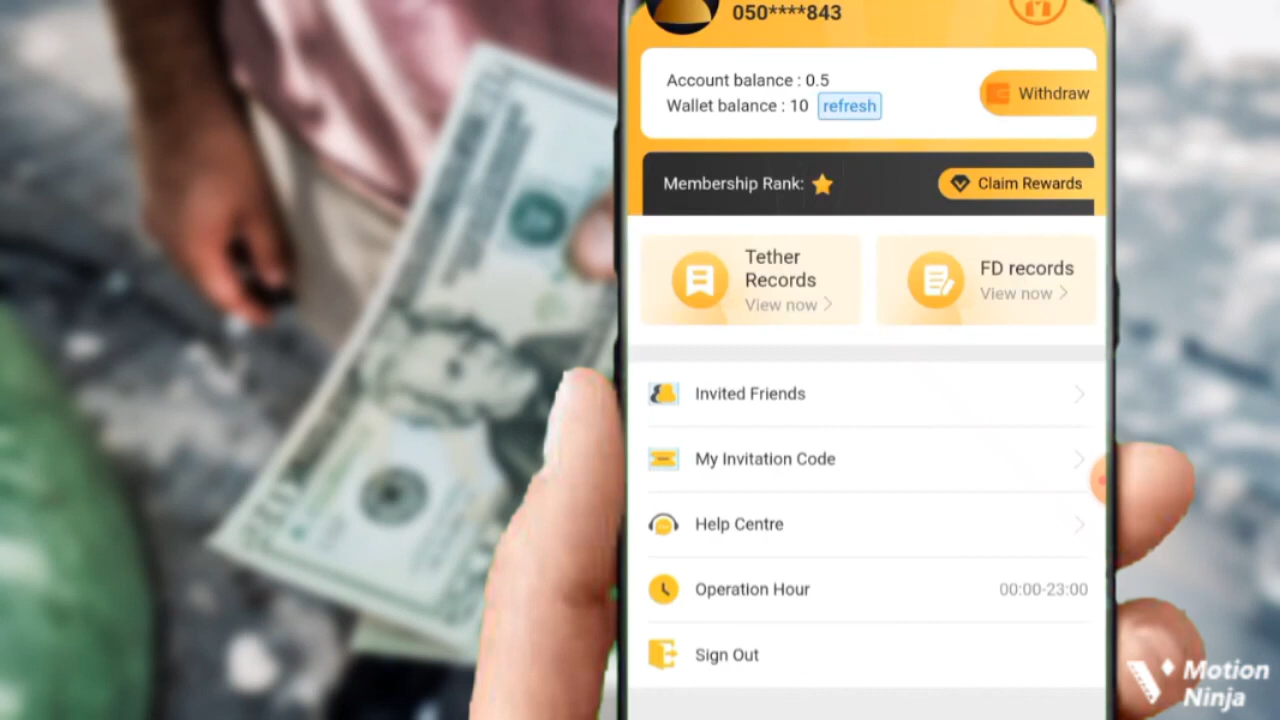 050****843
Account balance : 0.5
Wallet balance : 10 refresh
Withdraw
Membership Rank:
Claim Rewards
Tether
Records
View now
FD records
View now
Invited Friends
My Invitation Code
Help Centre
Operation Hour 00:00-23:00
Sign Out
Motion
Ninja